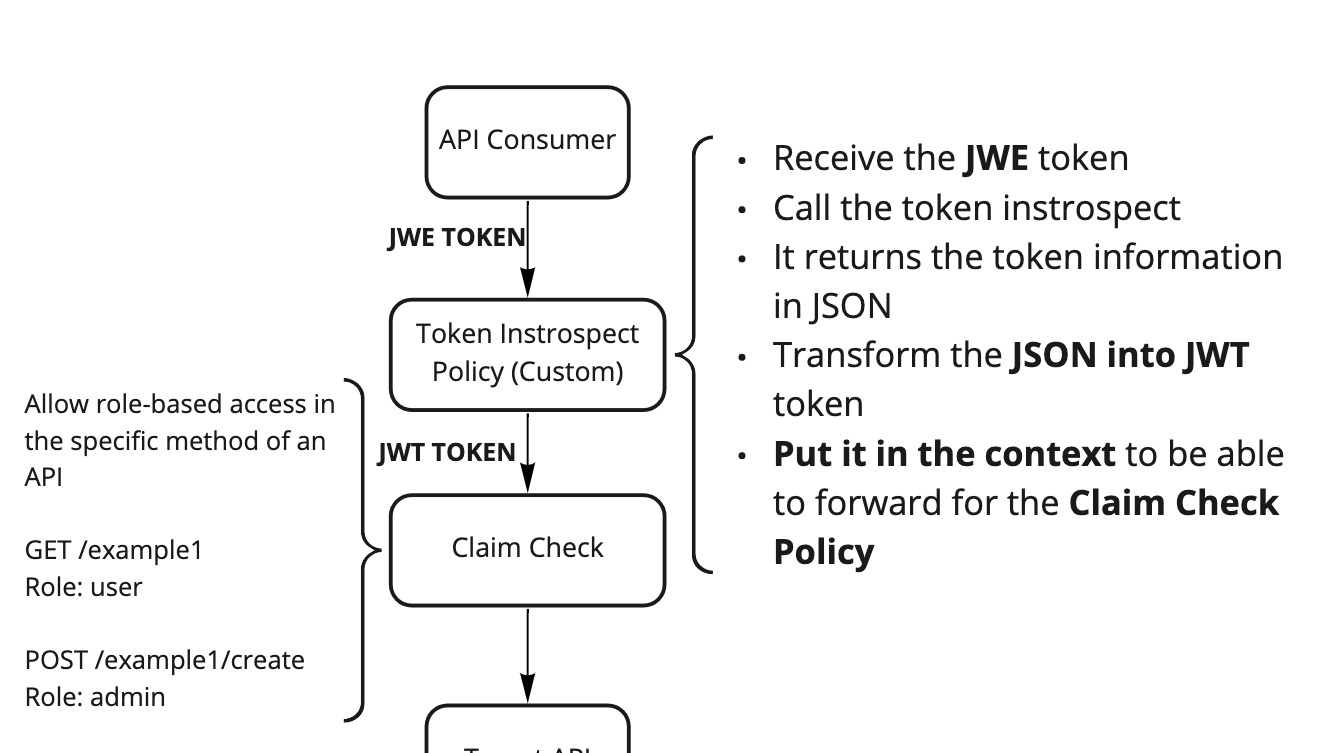 API Consumer
JWE TOKEN
Token Instrospect
Policy (Custom)
JWT TOKEN
Claim Check
Target API
Allow role-based access in
the specific method of an
API
GET /example1
Role: user
POST /example1/create
Role: admin
• Receive the JWE token
• Call the token instrospect
• It returns the token information
in JSON
• Transform the JSON into JWT
token
• Put it in the context to be able
to forward for the Claim Check
Policy